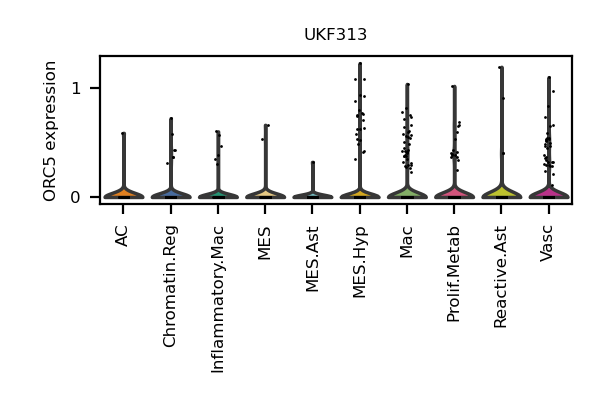 UKF313
ORC5 expression
1
0
AC
Chromatin.Reg
Inflammatory.Mac
MES
MES.Ast
MES.Hyp
Mac
Prolif.Metab
Reactive.Ast
Vasc